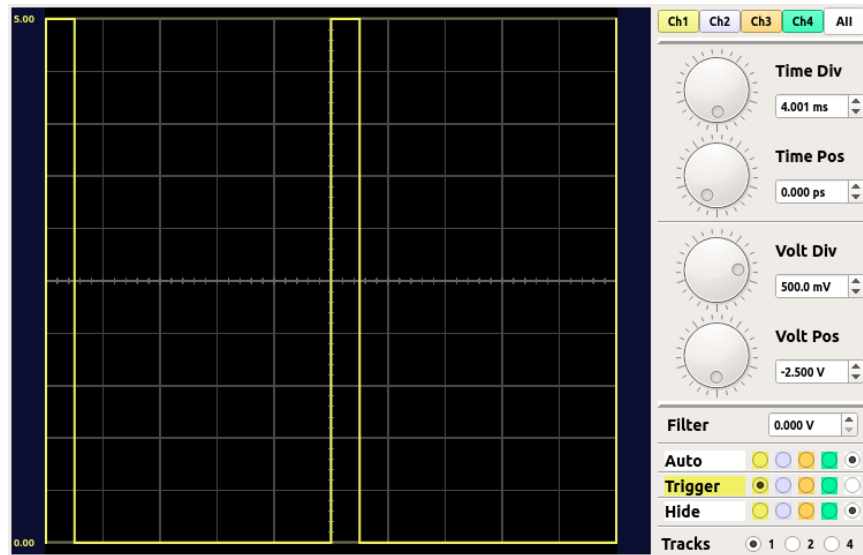 5.00
0.00
Ch1 Ch2 Ch3 Ch4 All
Time Div
4.001 ms
Time Pos
0.000 ps
Volt Div
500.0 mV
Volt Pos
-2.500 V
Filter 0.000 V
Auto
Trigger
Hide
Tracks 1 2 4